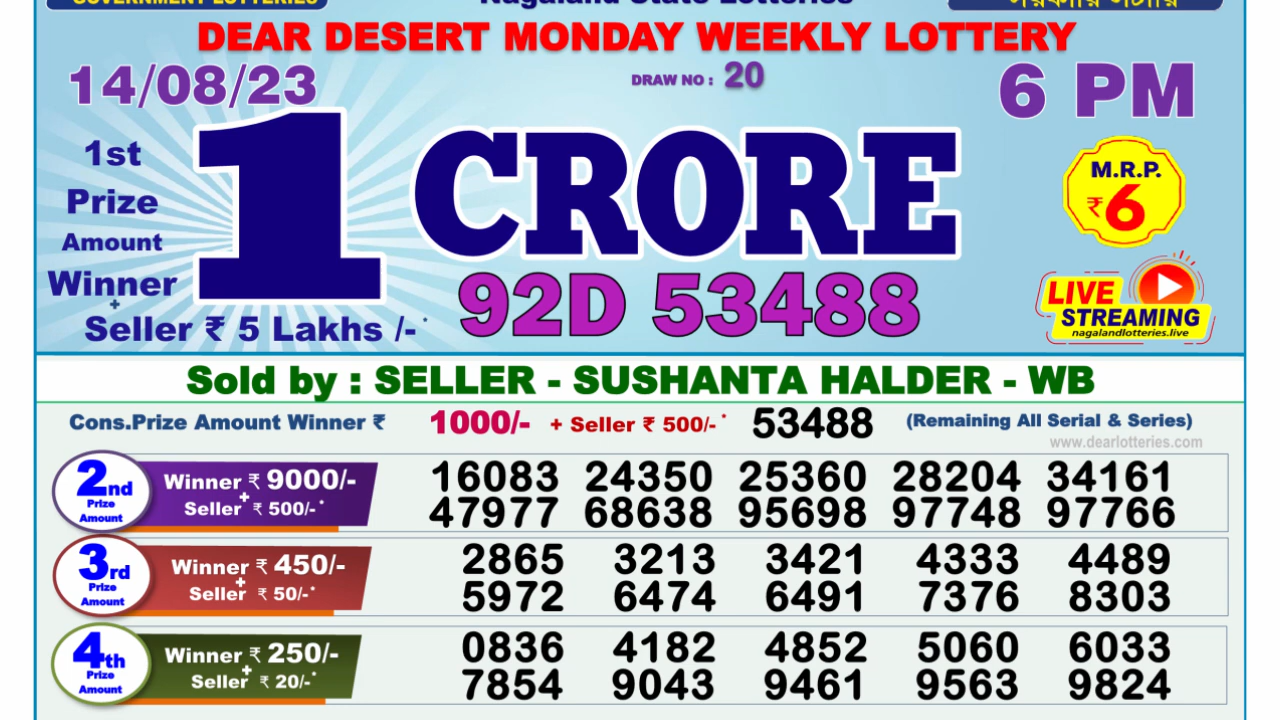 GOVERNMENT LOTTERIES
Nagaland State Lotteries
DEAR DESERT MONDAY WEEKLY LOTTERY
14/08/23
DRAW NO : 20
6 PM
1st
Prize
Amount
Winner
+
Seller ₹ 5 Lakhs /-*
1 CRORE
92D 53488
M.R.P.
₹6
LIVE
STREAMING
nagalandlotteries.live
Sold by : SELLER - SUSHANTA HALDER - WB
Cons.Prize Amount Winner ₹ 1000/- + Seller ₹ 500/-* 53488 (Remaining All Serial & Series)
www.dearlotteries.com
2nd
Prize
Amount
Winner ₹ 9000/-
+
Seller ₹ 500/-*
16083 24350 25360 28204 34161
47977 68638 95698 97748 97766
3rd
Prize
Amount
Winner ₹ 450/-
+
Seller ₹ 50/-*
2865 3213 3421 4333 4489
5972 6474 6491 7376 8303
4th
Prize
Amount
Winner ₹ 250/-
+
Seller ₹ 20/-*
0836 4182 4852 5060 6033
7854 9043 9461 9563 9824